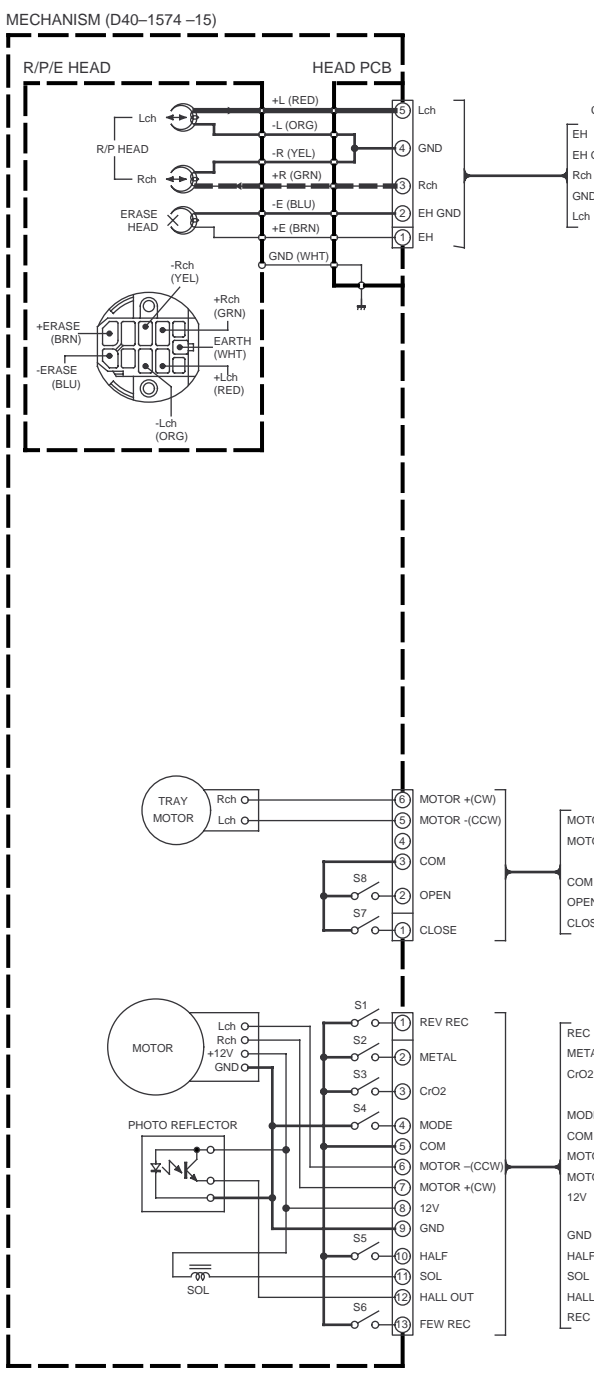 MECHANISM (D40–1574 –15)
R/P/E HEAD
HEAD PCB
Lch
R/P HEAD
Rch
ERASE
HEAD
+L (RED)
-L (ORG)
-R (YEL)
+R (GRN)
-E (BLU)
+E (BRN)
GND (WHT)
5 Lch
4 GND
3 Rch
2 EH GND
1 EH
EH
EH
Rch
GND
Lch
-Rch
(YEL)
+Rch
(GRN)
+ERASE
(BRN)
EARTH
(WHT)
-ERASE
(BLU)
+Lch
(RED)
-Lch
(ORG)
TRAY
MOTOR
Rch
Lch
6 MOTOR +(CW)
5 MOTOR -(CCW)
4
3 COM
S8
2 OPEN
S7
1 CLOSE
COM
OPEN
MOTOR
Lch
Rch
+12V
GND
PHOTO REFLECTOR
SOL
S1
1 REV REC
S2
2 METAL
S3
3 CrO2
S4
4 MODE
5 COM
6 MOTOR –(CCW)
7 MOTOR +(CW)
8 12V
9 GND
S5
10 HALF
11 SOL
12 HALL OUT
S6
13 FEW REC
REC
CrO2
COM
12V
GND
HALF
SOL
HALL
REC